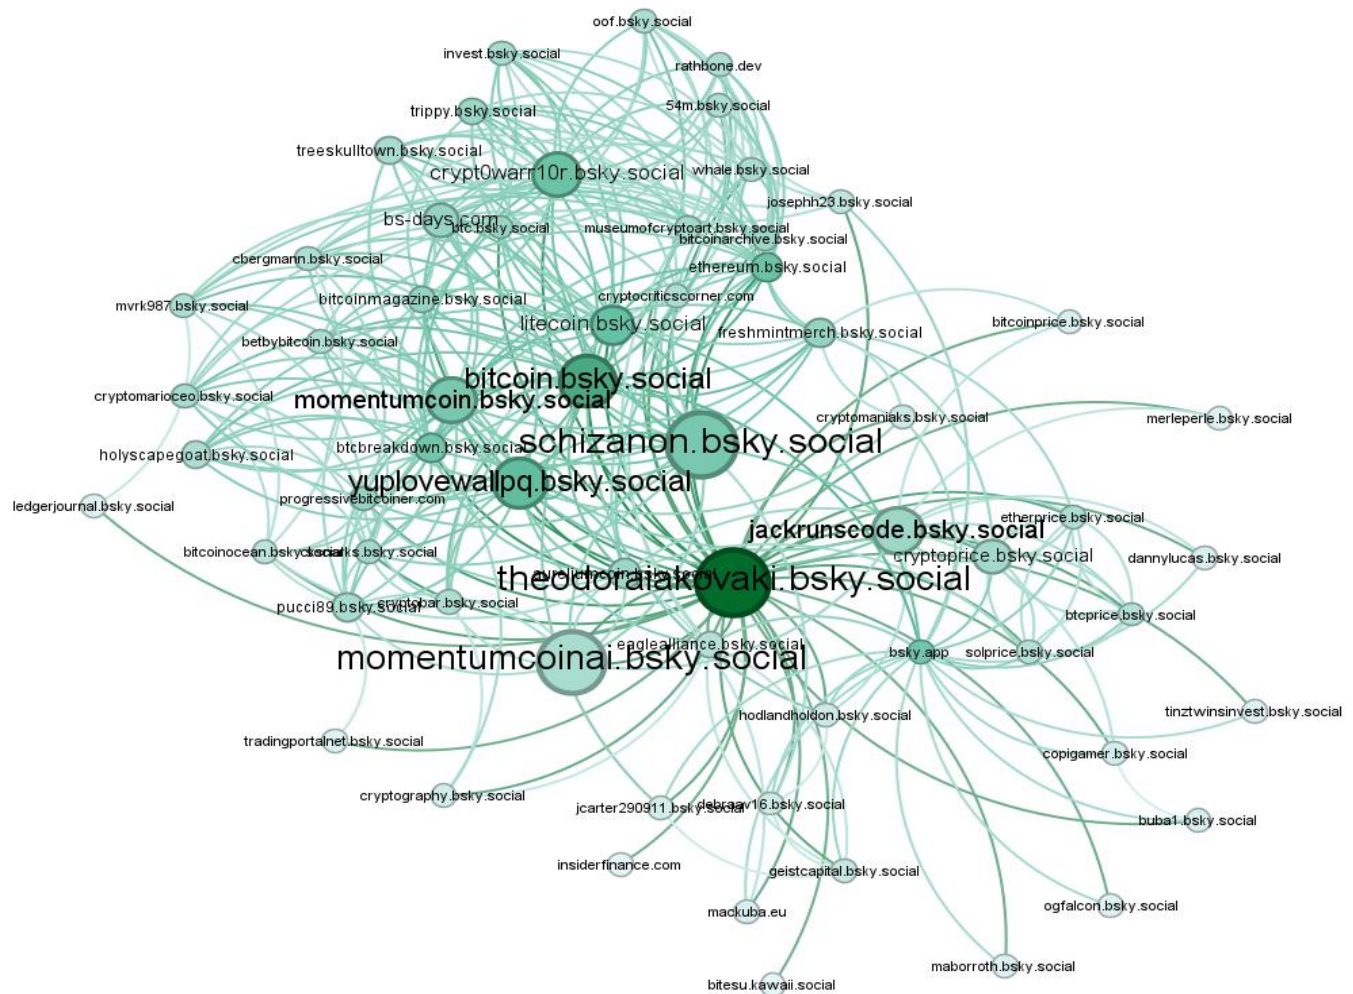 oof.bsky.social
invest.bsky.social
rathbone.dev
54m.bsky.social
trippy.bsky.social
treeskulltown.bsky.social
crypt0warr10r.bsky.social
whale.bsky.social
josephh23.bsky.social
bs-days.com
btc.bsky.social
museumofcryptoart.bsky.social
bitcoinarchive.bsky.social
cbergmann.bsky.social
ethereum.bsky.social
mvrk987.bsky.social
bitcoinmagazine.bsky.social
cryptocriticscorner.com
litecoin.bsky.social
freshmintmerch.bsky.social
bitcoinprice.bsky.social
betbybitcoin.bsky.social
bitcoin.bsky.social
cryptomarioceo.bsky.social
momentumcoin.bsky.social
cryptomaniaks.bsky.social
merleperle.bsky.social
schizanon.bsky.social
btcbreakdown.bsky.social
holyscapegoat.bsky.social
yuplovewallpq.bsky.social
progressivebitcoiner.com
ledgerjournal.bsky.social
etherprice.bsky.social
jackrunscode.bsky.social
bitcoinocean.bsky.social
cryptoprice.bsky.social
dannylucas.bsky.social
aureliumcoin.bsky.social
theodoraiakovaki.bsky.social
cryptobar.bsky.social
pucci89.bsky.social
btcprice.bsky.social
eaglealliance.bsky.social
bsky.app
solprice.bsky.social
momentumcoinai.bsky.social
hodlandholdon.bsky.social
tinztwinsinvest.bsky.social
tradingportalnet.bsky.social
copigamer.bsky.social
cryptography.bsky.social
jcarter290911.bsky.social
debraav16.bsky.social
buba1.bsky.social
insiderfinance.com
geistcapital.bsky.social
mackuba.eu
ogfalcon.bsky.social
maborroth.bsky.social
bitesu.kawaii.social